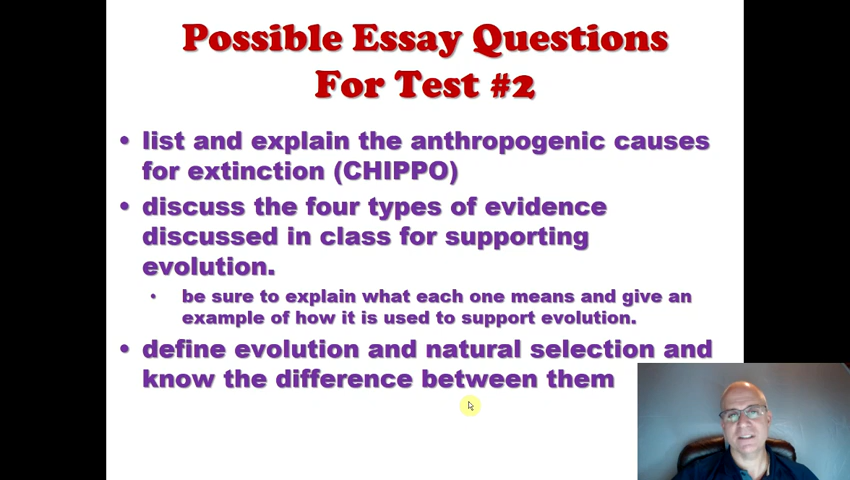 Possible Essay Questions
For Test #2
• list and explain the anthropogenic causes
for extinction (CHIPPO)
• discuss the four types of evidence
discussed in class for supporting
evolution.
• be sure to explain what each one means and give an
example of how it is used to support evolution.
• define evolution and natural selection and
know the difference between them